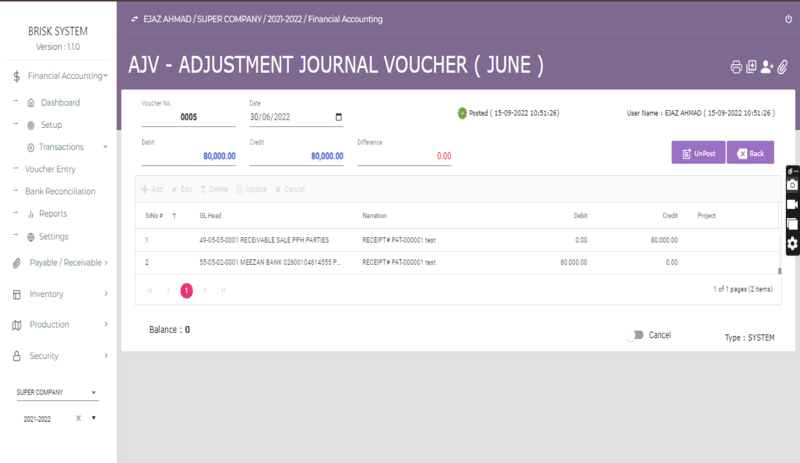 BRISK SYSTEM
Version : 1.1.0
Financial Accounting
Dashboard
Setup
Transactions
Voucher Entry
Bank Reconciliation
Reports
Settings
Payable / Receivable
Inventory
Production
Security
SUPER COMPANY
2021-2022 X
EJAZ AHMAD / SUPER COMPANY / 2021-2022 / Financial Accounting
AJV - ADJUSTMENT JOURNAL VOUCHER ( JUNE )
Voucher No. Date
0005 30/06/2022 Posted ( 15-09-2022 10:51:26) User Name : EJAZ AHMAD ( 15-09-2022 10:51:26 )
Debit Credit Difference
80,000.00 80,000.00 0.00 UnPost Back
Add Edit Delete Update Cancel
SrNo # GL Head Narration Debit Credit Project
1 49-05-05-0001 RECEIVABLE SALE PPH PARTIES RECEIPT# PAT-000001 test 0.00 80,000.00
2 55-05-02-0001 MEEZAN BANK 02600104614555 P... RECEIPT# PAT-000001 test 80,000.00 0.00
1 1 of 1 pages (2 items)
Balance : 0 Cancel Type : SYSTEM